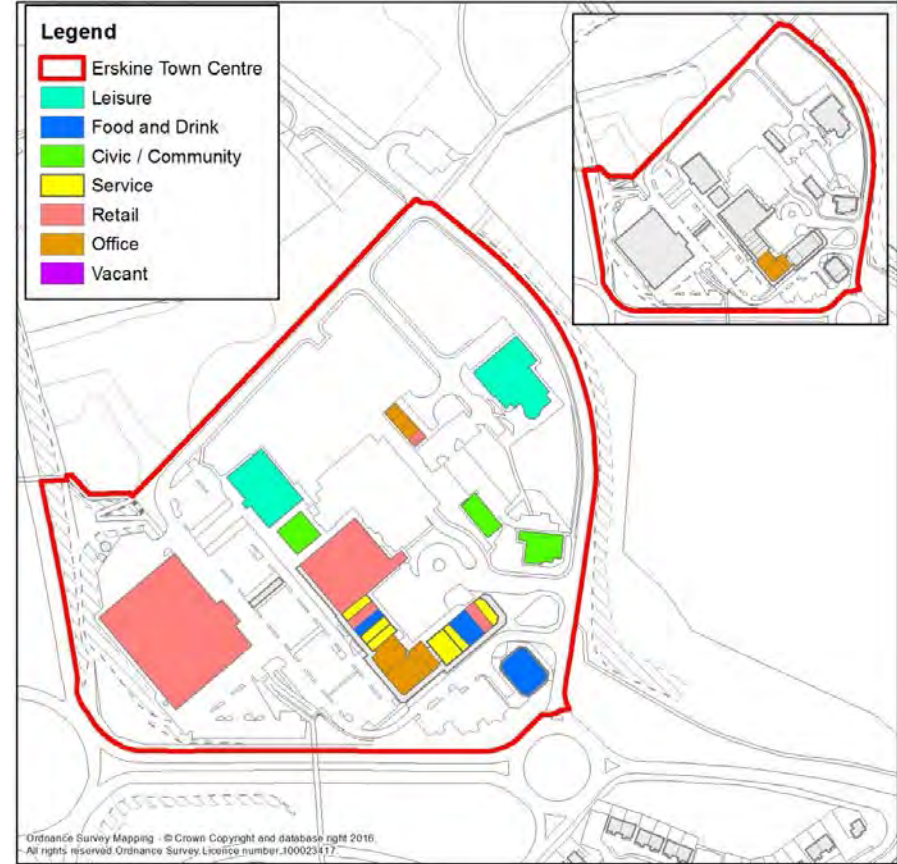 Legend
Erskine Town Centre
Leisure
Food and Drink
Civic / Community
Service
Retail
Office
Vacant
Ordnance Survey Mapping - © Crown Copyright and database right 2016
All rights reserved Ordnance Survey Licence number 100023417